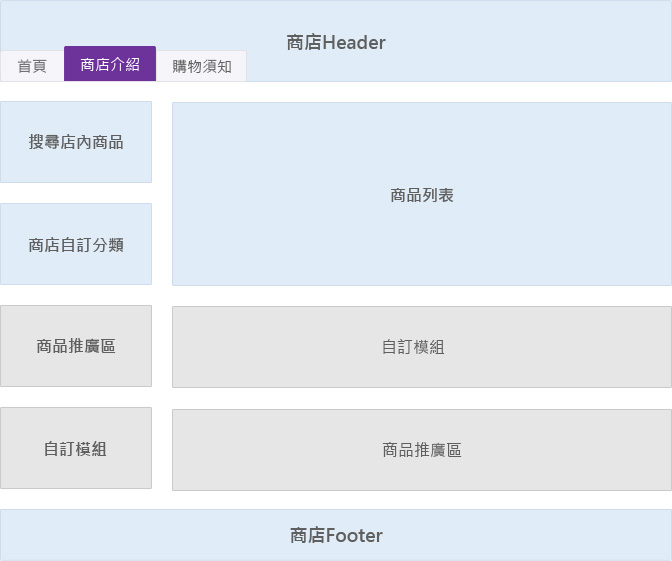 商店Header
首頁
商店介紹
購物須知
搜尋店內商品
商品列表
商店自訂分類
商品推廣區
自訂模組
自訂模組
商品推廣區
商店Footer